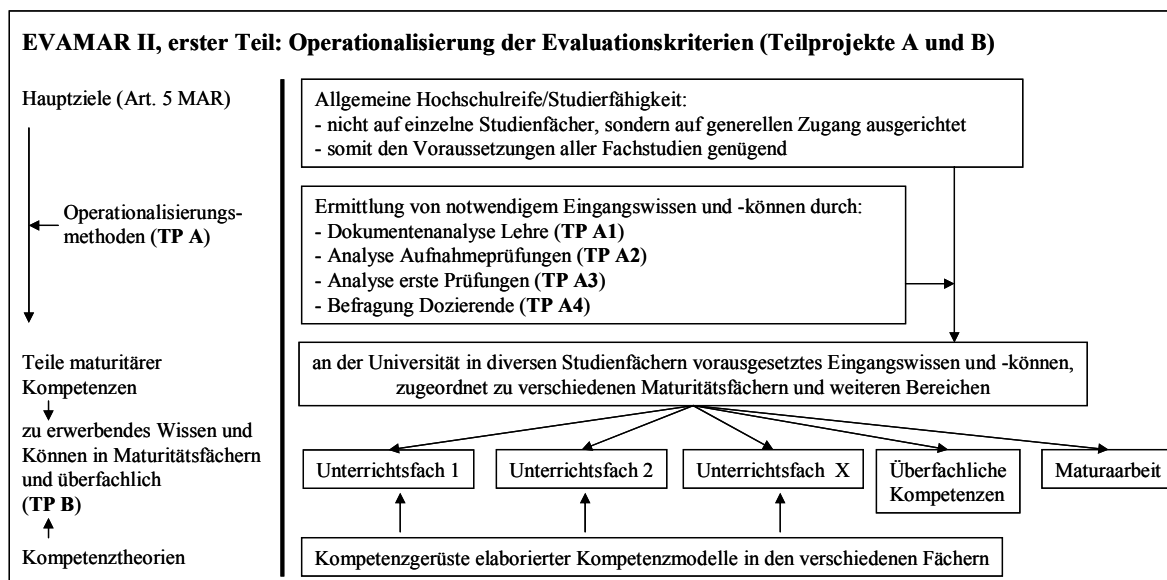 EVAMAR II, erster Teil: Operationalisierung der Evaluationskriterien (Teilprojekte A und B)
Hauptziele (Art. 5 MAR)
Operationalisierungs-
methoden (TP A)
Teile maturitärer
Kompetenzen
zu erwerbendes Wissen und
Können in Maturitätsfächern
und überfachlich
(TP B)
Kompetenztheorien
Allgemeine Hochschulreife/Studierfähigkeit:
- nicht auf einzelne Studienfächer, sondern auf generellen Zugang ausgerichtet
- somit den Voraussetzungen aller Fachstudien genügend
Ermittlung von notwendigem Eingangswissen und -können durch:
- Dokumentenanalyse Lehre (TP A1)
- Analyse Aufnahmeprüfungen (TP A2)
- Analyse erste Prüfungen (TP A3)
- Befragung Dozierende (TP A4)
an der Universität in diversen Studienfächern vorausgesetztes Eingangswissen und -können,
zugeordnet zu verschiedenen Maturitätsfächern und weiteren Bereichen
Unterrichtsfach 1
Unterrichtsfach 2
Unterrichtsfach X
Überfachliche
Kompetenzen
Maturaarbeit
Kompetenzgerüste elaborierter Kompetenzmodelle in den verschiedenen Fächern